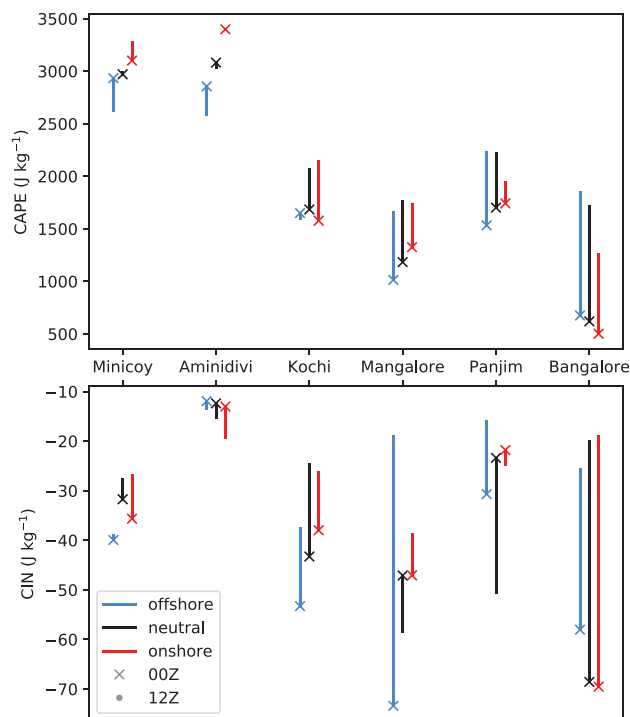 3500
3000
2500
2000
1500
1000
500
CAPE (J kg⁻¹)
Minicoy Aminidivi Kochi Mangalore Panjim Bangalore
−10
−20
−30
−40
−50
−60
−70
CIN (J kg⁻¹)
offshore
neutral
onshore
00Z
12Z